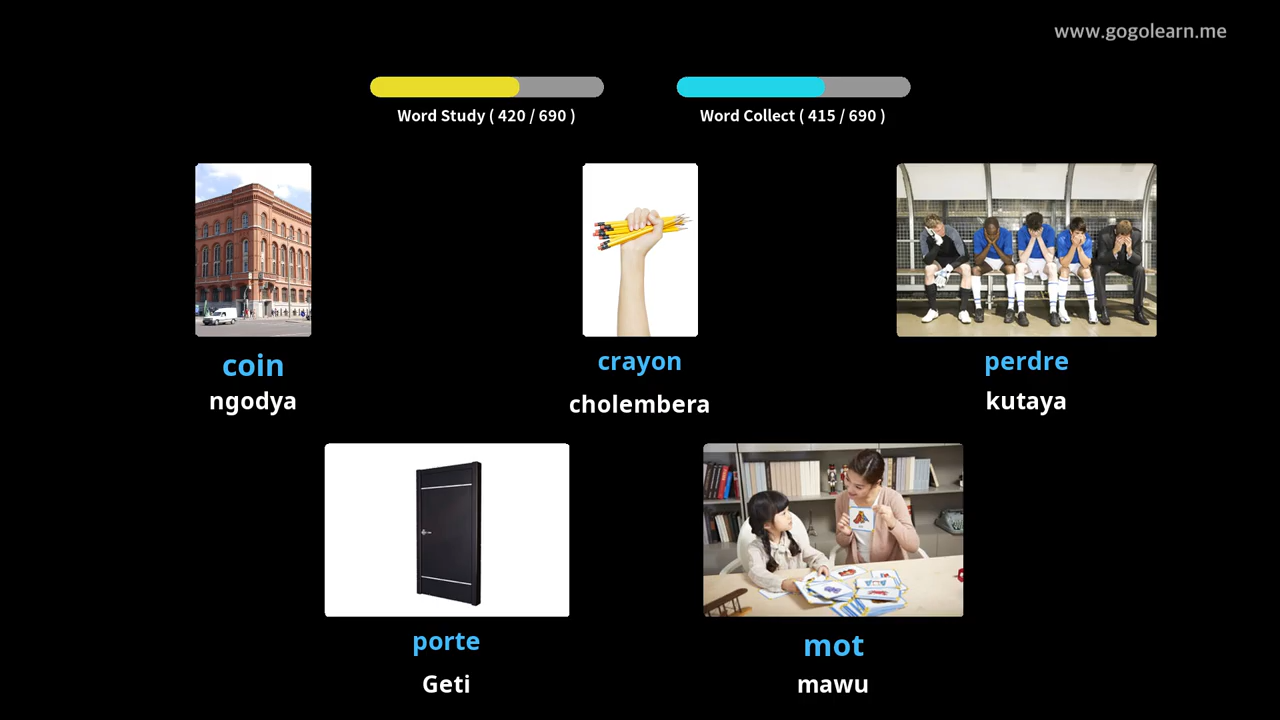 www.gogolearn.me
Word Study ( 420 / 690 )
Word Collect ( 415 / 690 )
coin
ngodya
crayon
cholembera
perdre
kutaya
porte
Geti
mot
mawu